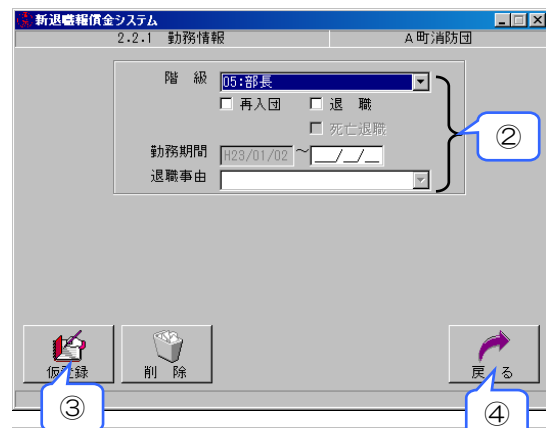 新退職報償金システム
2.2.1 勤務情報 A町消防団
階 級 05:部長
再入団 退 職
死亡退職
勤務期間 H23/01/02 ~ __/__/__
退職事由
②
仮登録 削 除 戻 る
③ ④